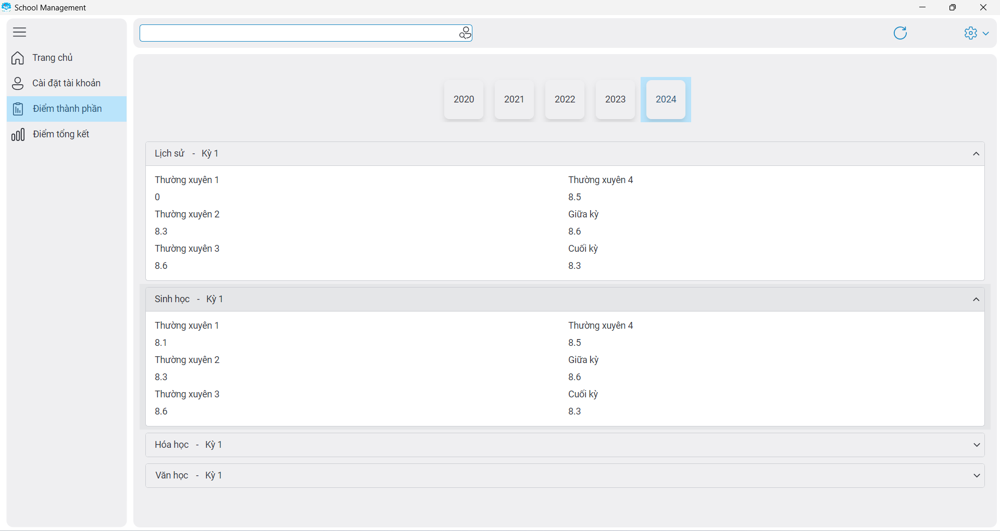 School Management
Trang chủ
Cài đặt tài khoản
Điểm thành phần
Điểm tổng kết
2020 2021 2022 2023 2024
Lịch sử - Kỳ 1
Thường xuyên 1
0
Thường xuyên 2
8.3
Thường xuyên 3
8.6
Thường xuyên 4
8.5
Giữa kỳ
8.6
Cuối kỳ
8.3
Sinh học - Kỳ 1
Thường xuyên 1
8.1
Thường xuyên 2
8.3
Thường xuyên 3
8.6
Thường xuyên 4
8.5
Giữa kỳ
8.6
Cuối kỳ
8.3
Hóa học - Kỳ 1
Văn học - Kỳ 1